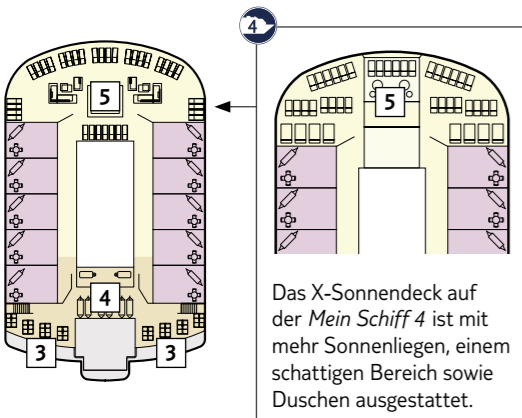 4
5
5
4
3
3
Das X-Sonnendeck auf
der Mein Schiff 4 ist mit
mehr Sonnenliegen, einem
schattigen Bereich sowie
Duschen ausgestattet.